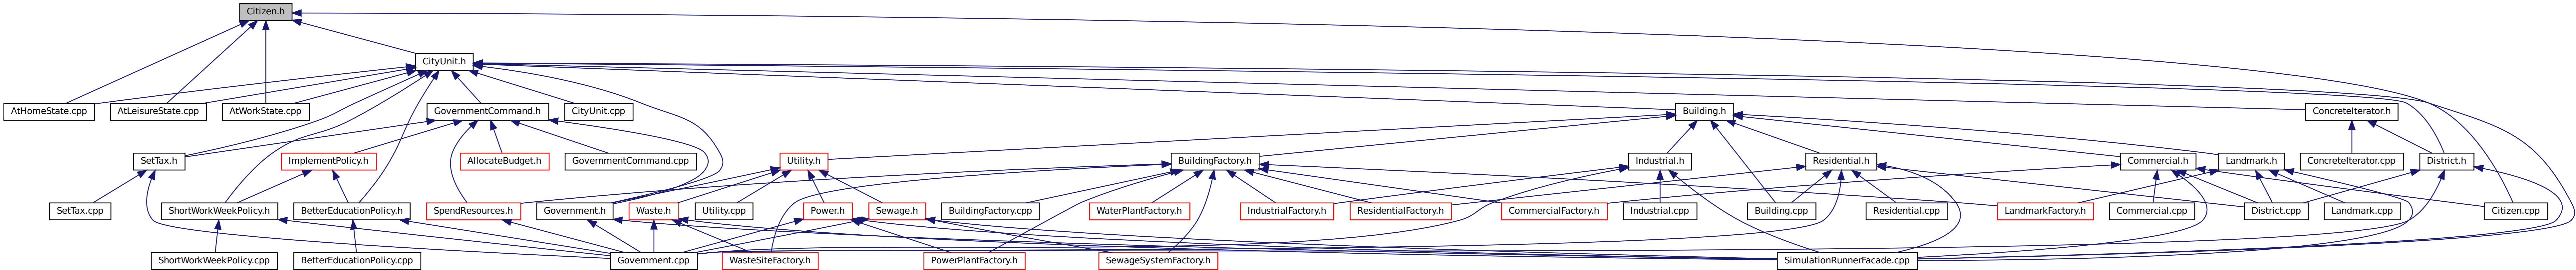 Citizen.h
CityUnit.h
AtHomeState.cpp
AtLeisureState.cpp
AtWorkState.cpp
GovernmentCommand.h
CityUnit.cpp
Building.h
ConcreteIterator.h
SetTax.h
ImplementPolicy.h
AllocateBudget.h
GovernmentCommand.cpp
Utility.h
BuildingFactory.h
Industrial.h
Residential.h
Commercial.h
Landmark.h
ConcreteIterator.cpp
District.h
SetTax.cpp
ShortWorkWeekPolicy.h
BetterEducationPolicy.h
SpendResources.h
Government.h
Waste.h
Utility.cpp
Power.h
Sewage.h
BuildingFactory.cpp
WaterPlantFactory.h
IndustrialFactory.h
ResidentialFactory.h
CommercialFactory.h
Industrial.cpp
Building.cpp
Residential.cpp
LandmarkFactory.h
Commercial.cpp
District.cpp
Landmark.cpp
Citizen.cpp
ShortWorkWeekPolicy.cpp
BetterEducationPolicy.cpp
Government.cpp
WasteSiteFactory.h
PowerPlantFactory.h
SewageSystemFactory.h
SimulationRunnerFacade.cpp